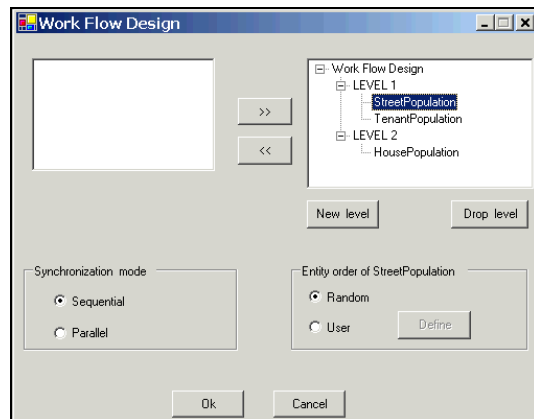 Work Flow Design
Work Flow Design
LEVEL 1
StreetPopulation
TenantPopulation
LEVEL 2
HousePopulation
>>
<<
New level
Drop level
Synchronization mode
Sequential
Parallel
Entity order of StreetPopulation
Random
User
Define
Ok
Cancel